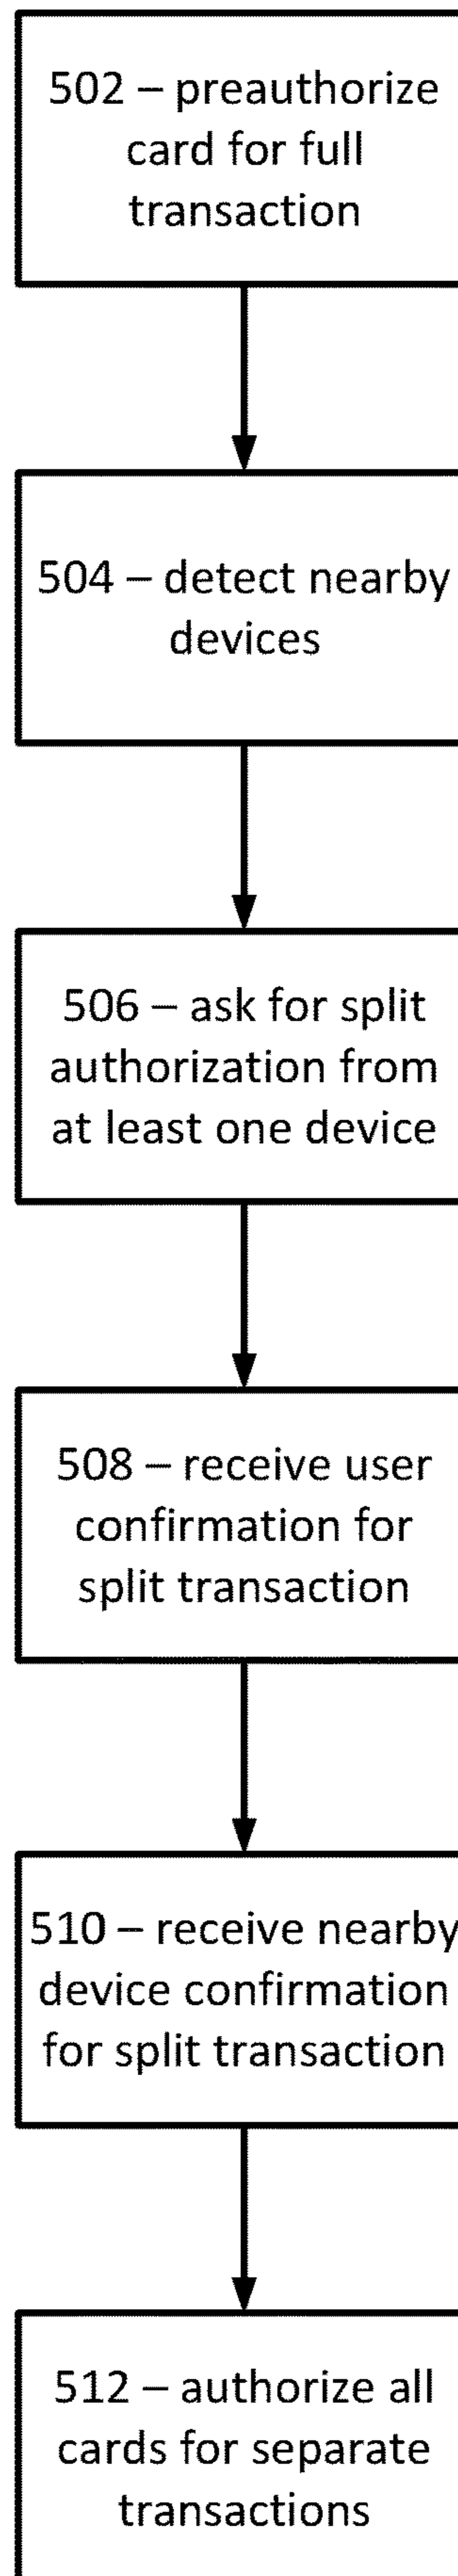 502 – preauthorize
card for full
transaction
504 – detect nearby
devices
506 – ask for split
authorization from
at least one device
508 – receive user
confirmation for
split transaction
510 – receive nearby
device confirmation
for split transaction
512 – authorize all
cards for separate
transactions